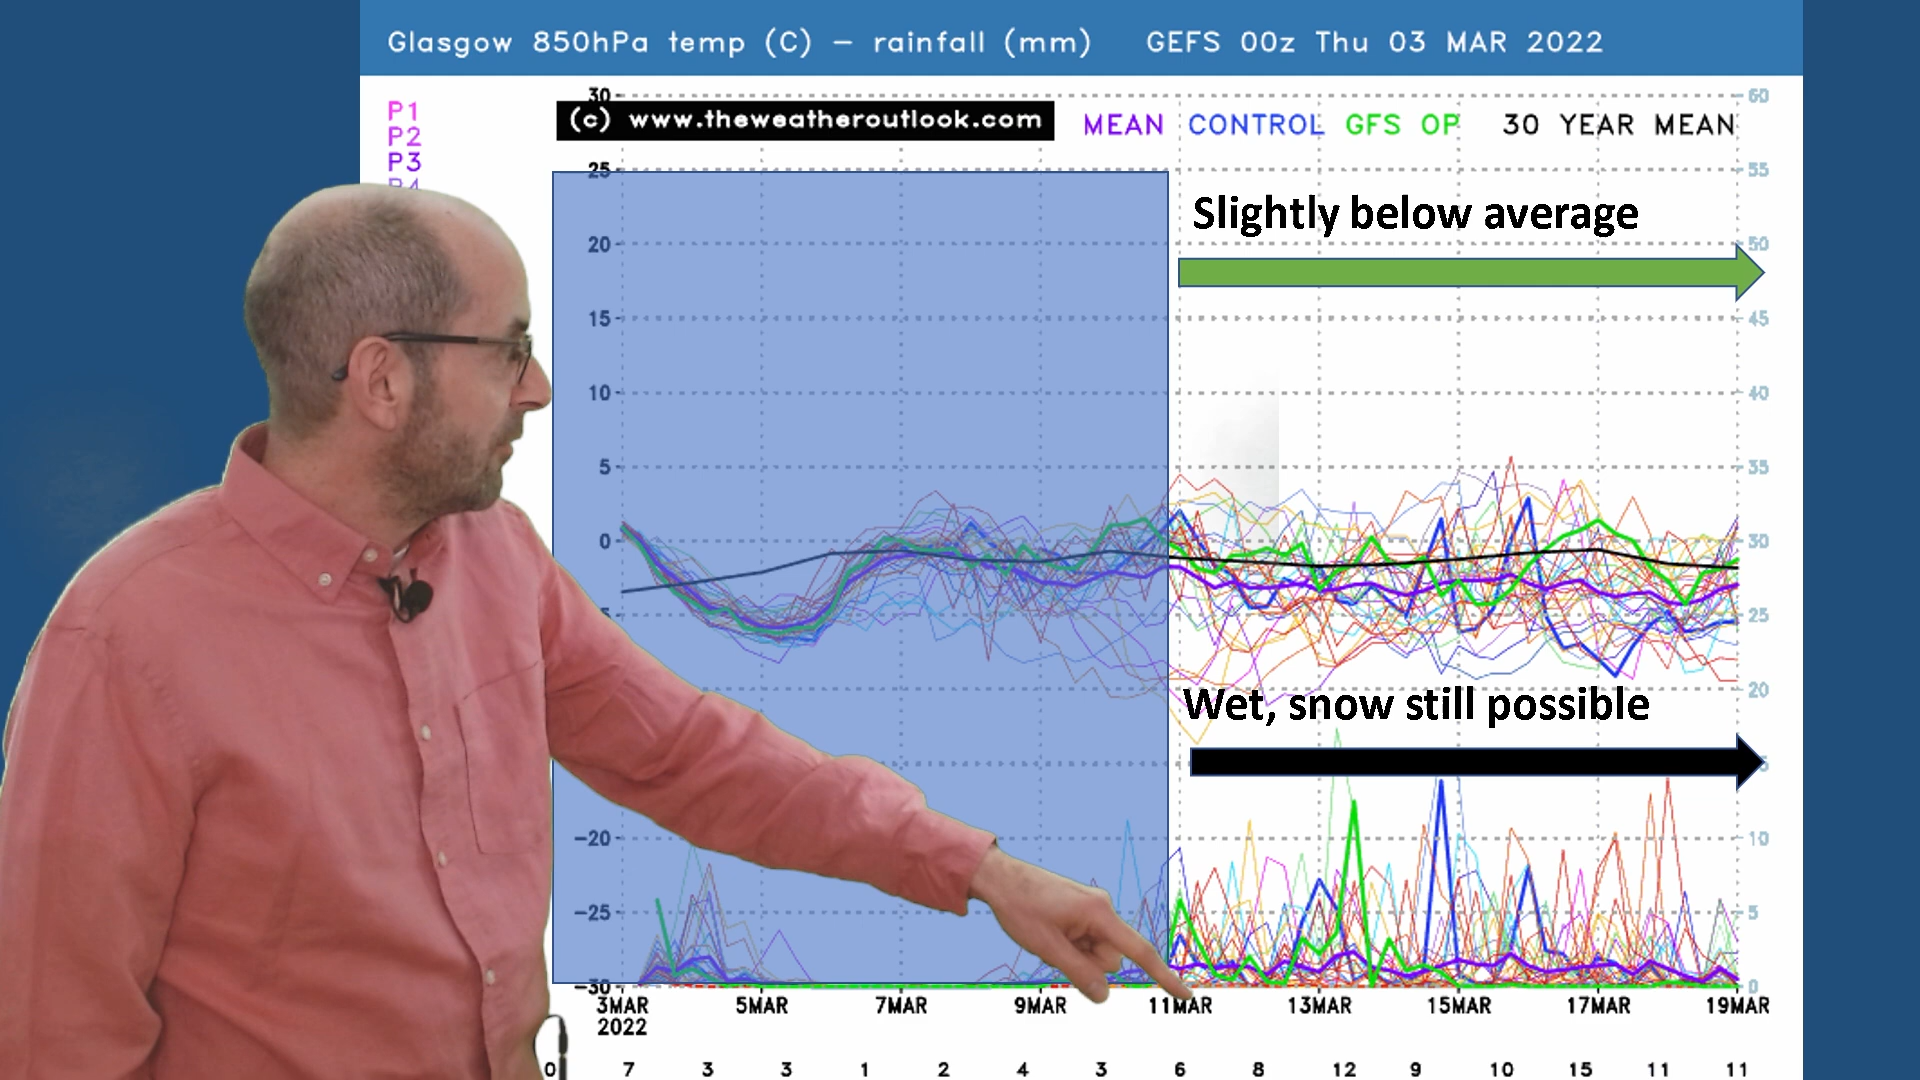 Glasgow 850hPa temp (C) – rainfall (mm) GEFS 00z Thu 03 MAR 2022
P1
P2
P3
P4
(c) www.theweatheroutlook.com
MEAN CONTROL GFS OP 30 YEAR MEAN
30 60
25 55
Slightly below average
20 50
15 45
10 40
5 35
0 30
25
20
Wet, snow still possible
-20 10
-25 5
-30 0
3MAR 5MAR 7MAR 9MAR 11MAR 13MAR 15MAR 17MAR 19MAR
2022
0 7 3 3 1 2 4 3 6 8 12 9 10 15 11 11